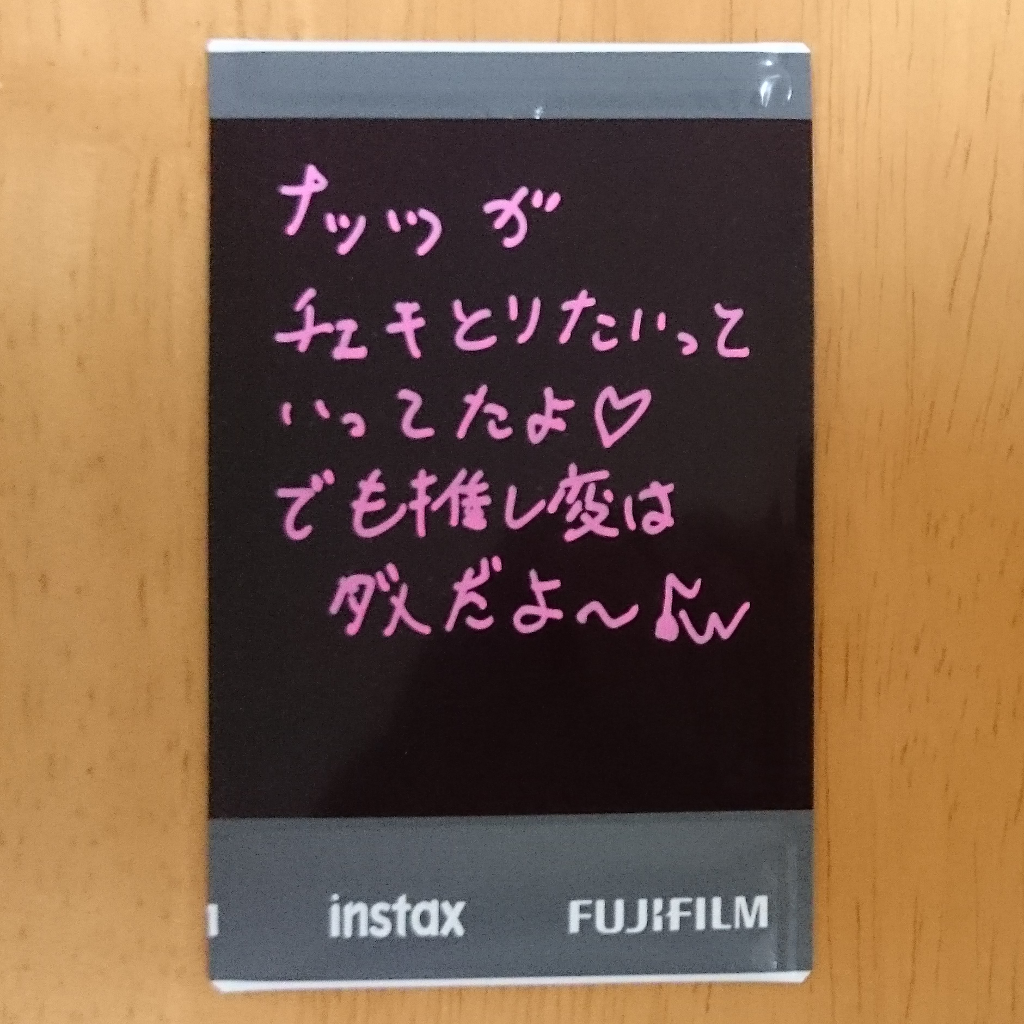 ナッツが
チェキとりたいって
いってたよ♡
でも推し変は
ダメだよ〜♪w
instax FUJIFILM